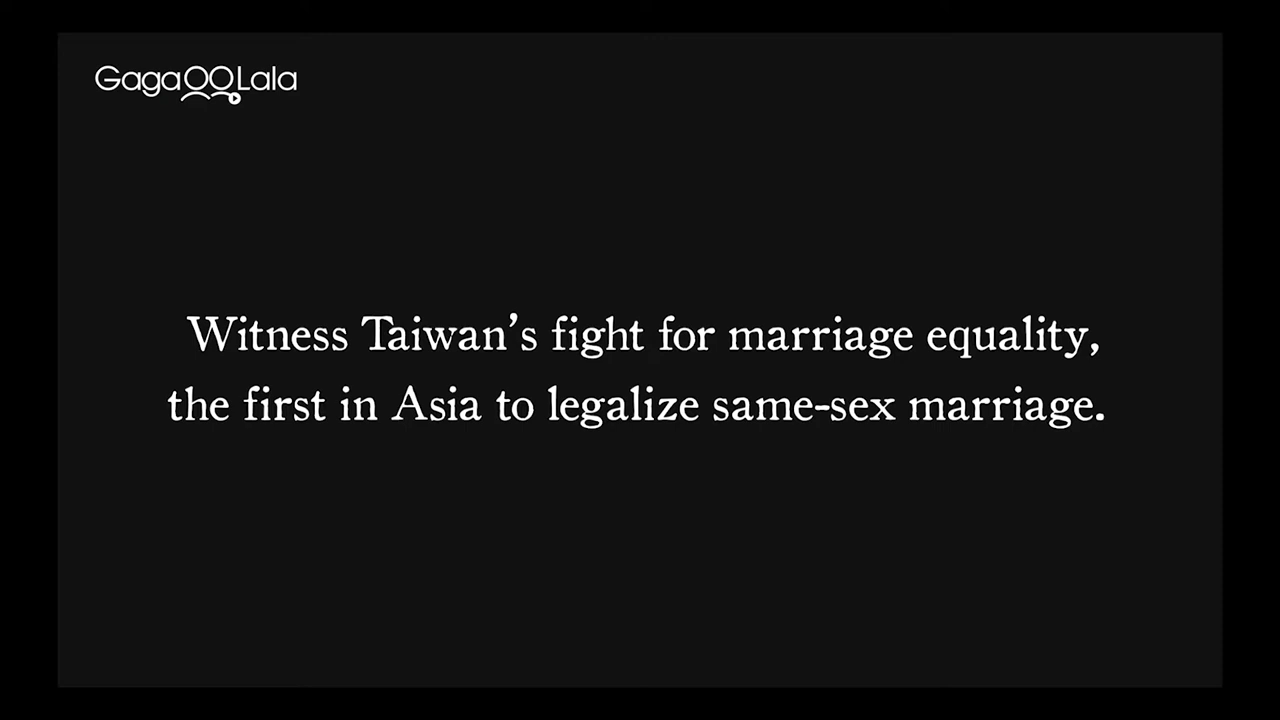 GagaOOLala
Witness Taiwan's fight for marriage equality,
the first in Asia to legalize same-sex marriage.